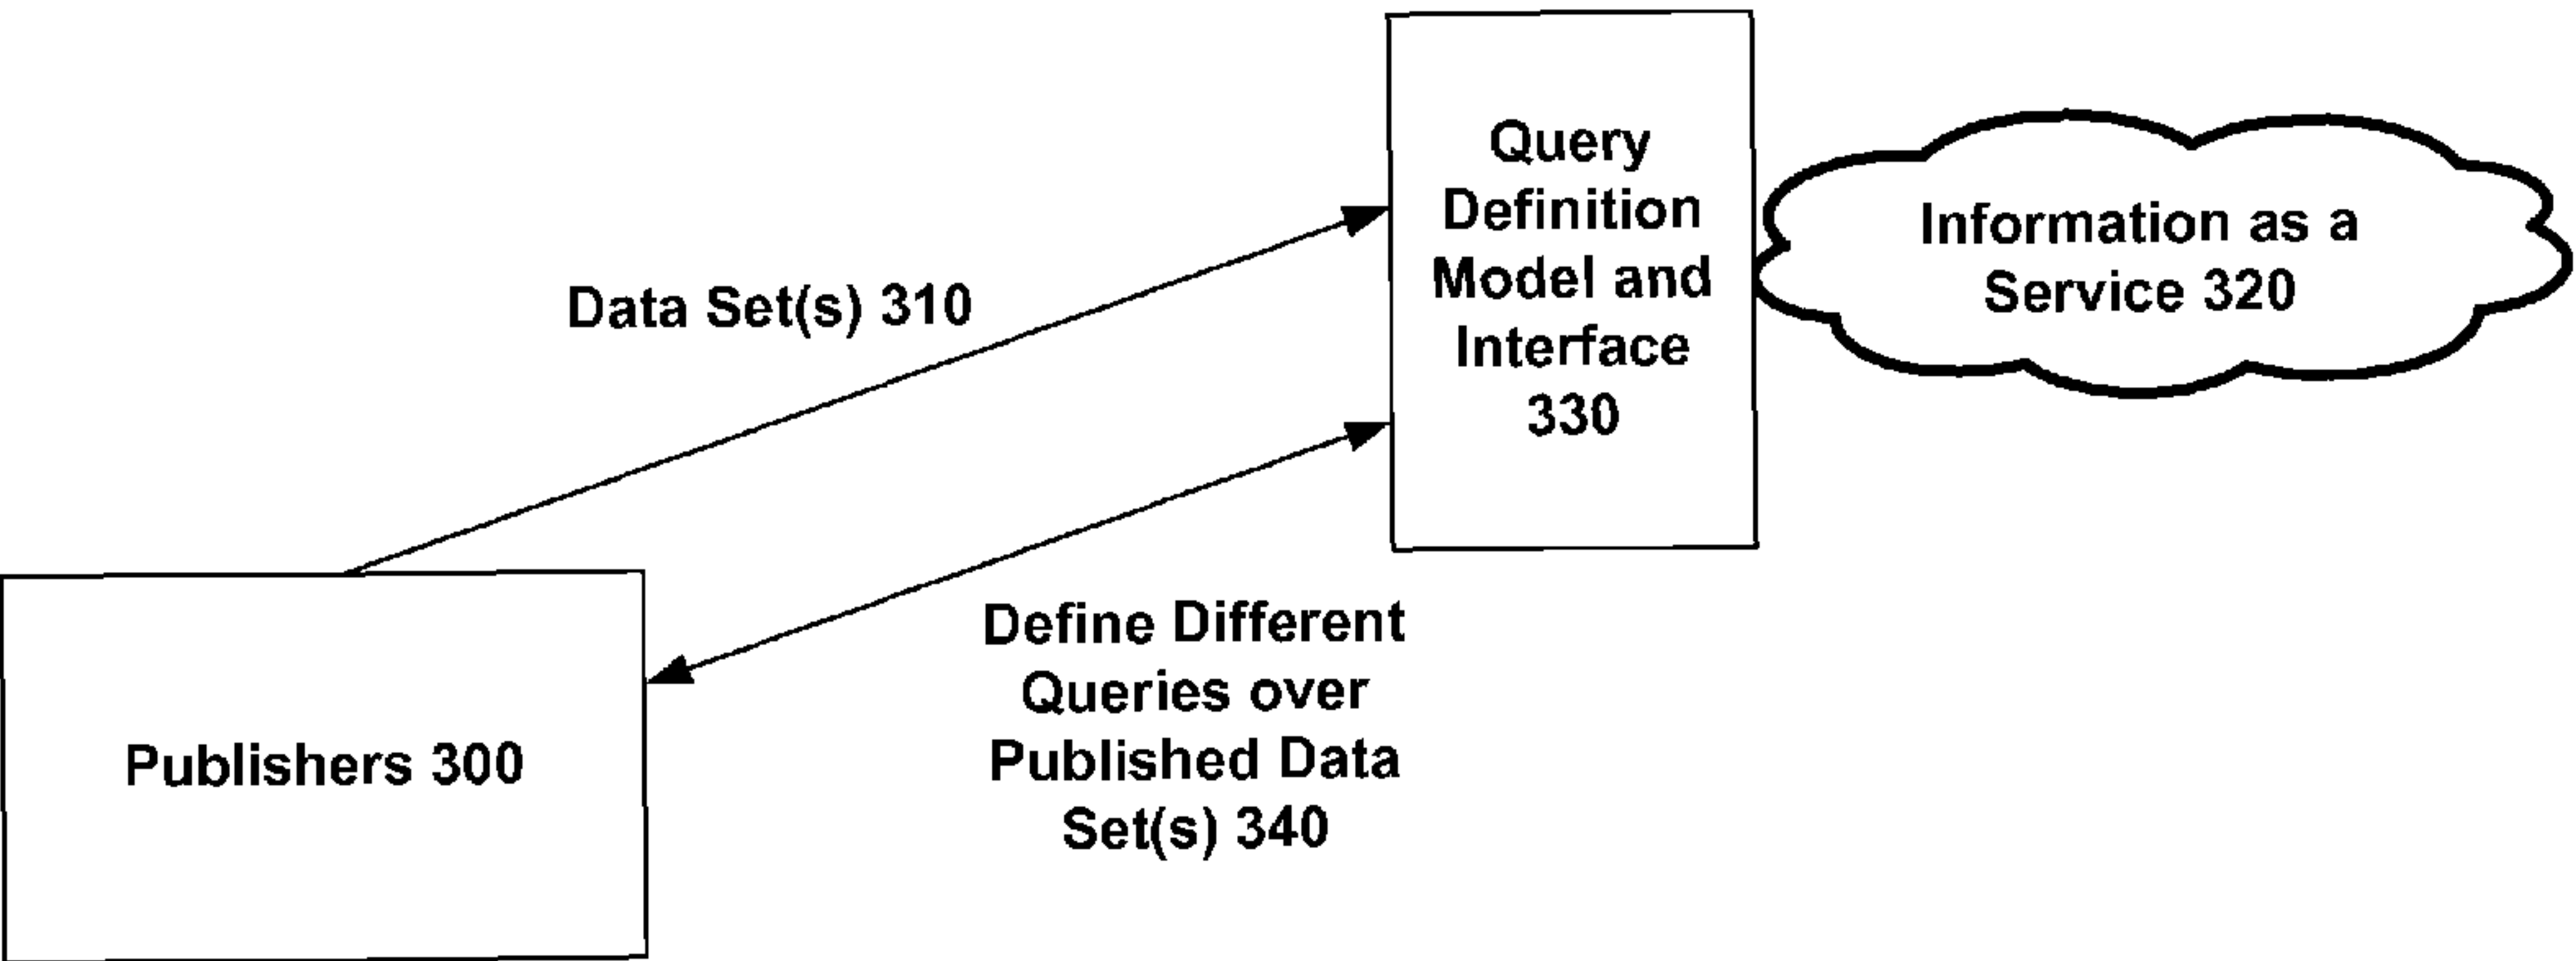 Query
Definition
Model and
Interface
330
Information as a
Service 320
Data Set(s) 310
Define Different
Queries over
Published Data
Set(s) 340
Publishers 300